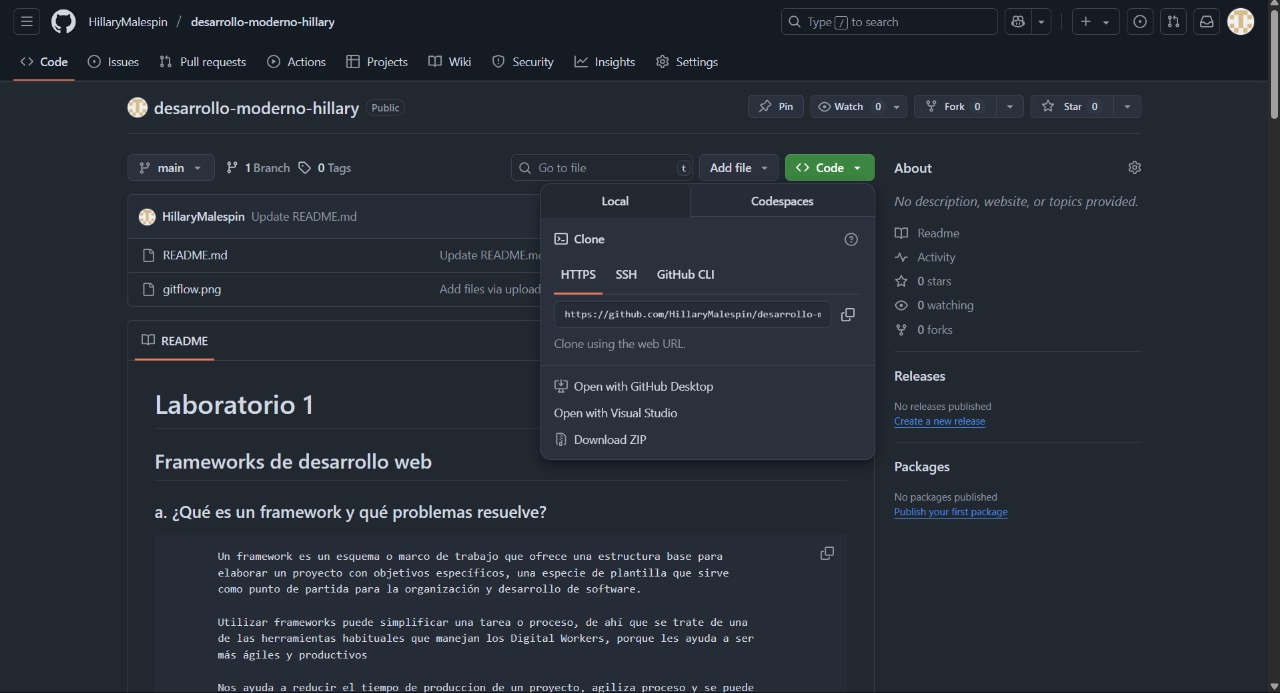 HillaryMalespin / desarrollo-moderno-hillary
Type / to search
Code Issues Pull requests Actions Projects Wiki Security Insights Settings
desarrollo-moderno-hillary Public
Pin Watch 0 Fork 0 Star 0
main 1 Branch 0 Tags Go to file t Add file Code
HillaryMalespin Update README.md
README.md Update README.m
gitflow.png Add files via upload
Local Codespaces
Clone
HTTPS SSH GitHub CLI
https://github.com/HillaryMalespin/desarrollo-m
Clone using the web URL.
Open with GitHub Desktop
Open with Visual Studio
Download ZIP
README
Laboratorio 1
Frameworks de desarrollo web
a. ¿Qué es un framework y qué problemas resuelve?
Un framework es un esquema o marco de trabajo que ofrece una estructura base para
elaborar un proyecto con objetivos específicos, una especie de plantilla que sirve
como punto de partida para la organización y desarrollo de software.
Utilizar frameworks puede simplificar una tarea o proceso, de ahí que se trate de una
de las herramientas habituales que manejan los Digital Workers, porque les ayuda a ser
más ágiles y productivos
Nos ayuda a reducir el tiempo de produccion de un proyecto, agiliza proceso y se puede
About
No description, website, or topics provided.
Readme
Activity
0 stars
0 watching
0 forks
Releases
No releases published
Create a new release
Packages
No packages published
Publish your first package